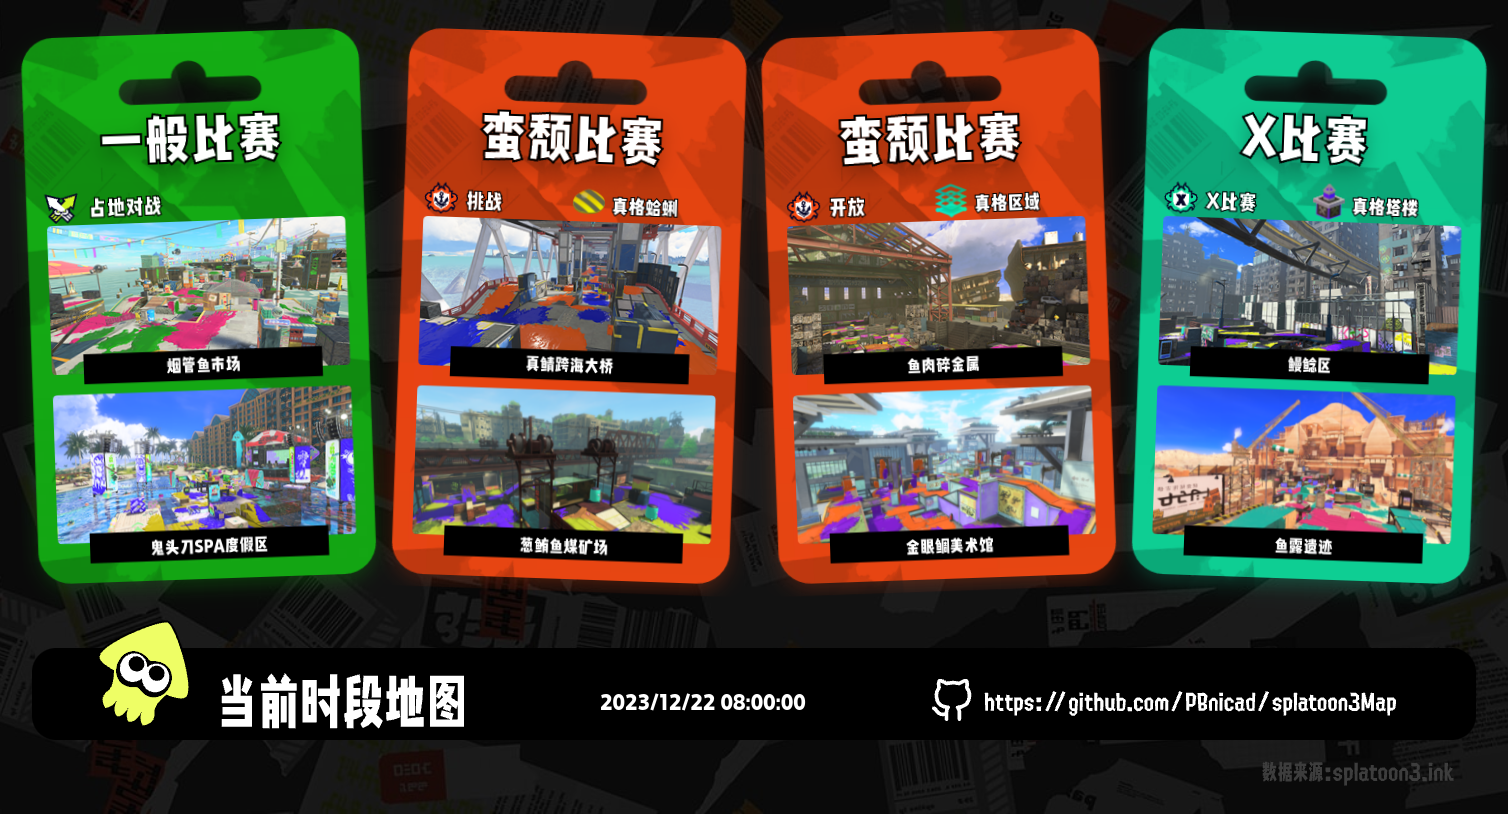 一般比赛
占地对战
烟管鱼市场
鬼头刀SPA度假区
蛮颓比赛
挑战
真格蛤蜊
真鲭跨海大桥
葱鲔鱼煤矿场
蛮颓比赛
开放
真格区域
鱼肉碎金属
金眼鲷美术馆
X比赛
X比赛
真格塔楼
鳗鲶区
鱼露遗迹
当前时段地图
2023/12/22 08:00:00
https://github.com/PBnicad/splatoon3Map
数据来源:splatoon3.ink